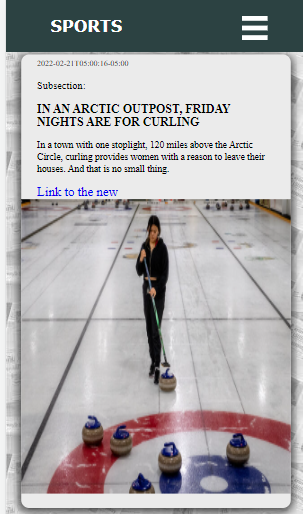 SPORTS
2022-02-21T05:00:16-05:00
Subsection:
IN AN ARCTIC OUTPOST, FRIDAY
NIGHTS ARE FOR CURLING
In a town with one stoplight, 120 miles above the Arctic
Circle, curling provides women with a reason to leave their
houses. And that is no small thing.
Link to the new